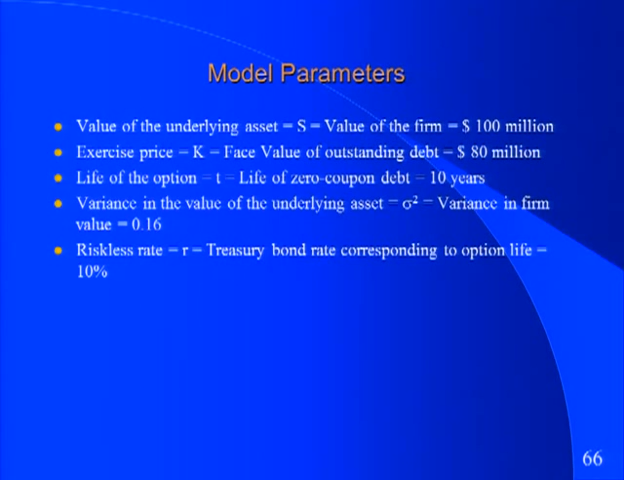 Model Parameters
Value of the underlying asset = S = Value of the firm = $ 100 million
Exercise price = K = Face Value of outstanding debt = $ 80 million
Life of the option = t = Life of zero-coupon debt = 10 years
Variance in the value of the underlying asset = σ² = Variance in firm
value = 0.16
Riskless rate = r = Treasury bond rate corresponding to option life =
10%
66